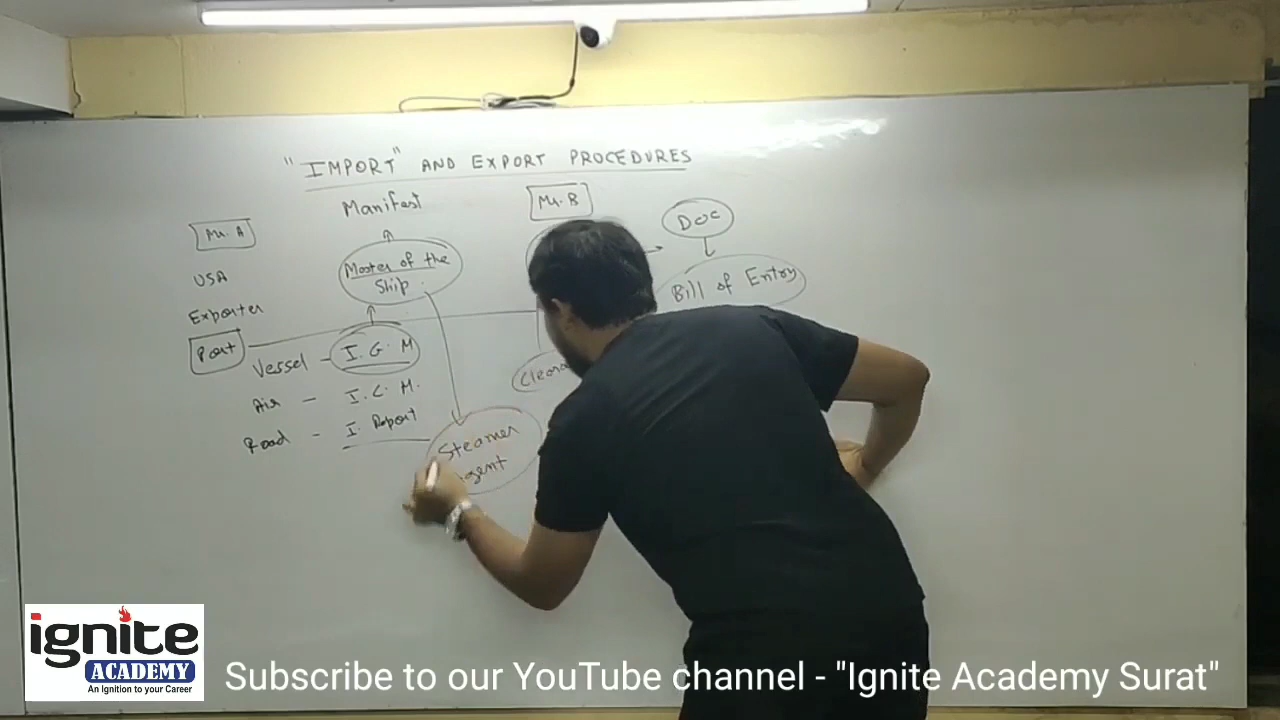 "IMPORT" AND EXPORT PROCEDURES
Manifest
Mr. B
Mr. A
DOC
Master of the
Ship
USA
Bill of Entry
Exporter
Port
Vessel - I. G. M
Air - I. C. M.
Road - I. Report
Steamer
ignite
ACADEMY
An Ignition to your Career
Subscribe to our YouTube channel - "Ignite Academy Surat"